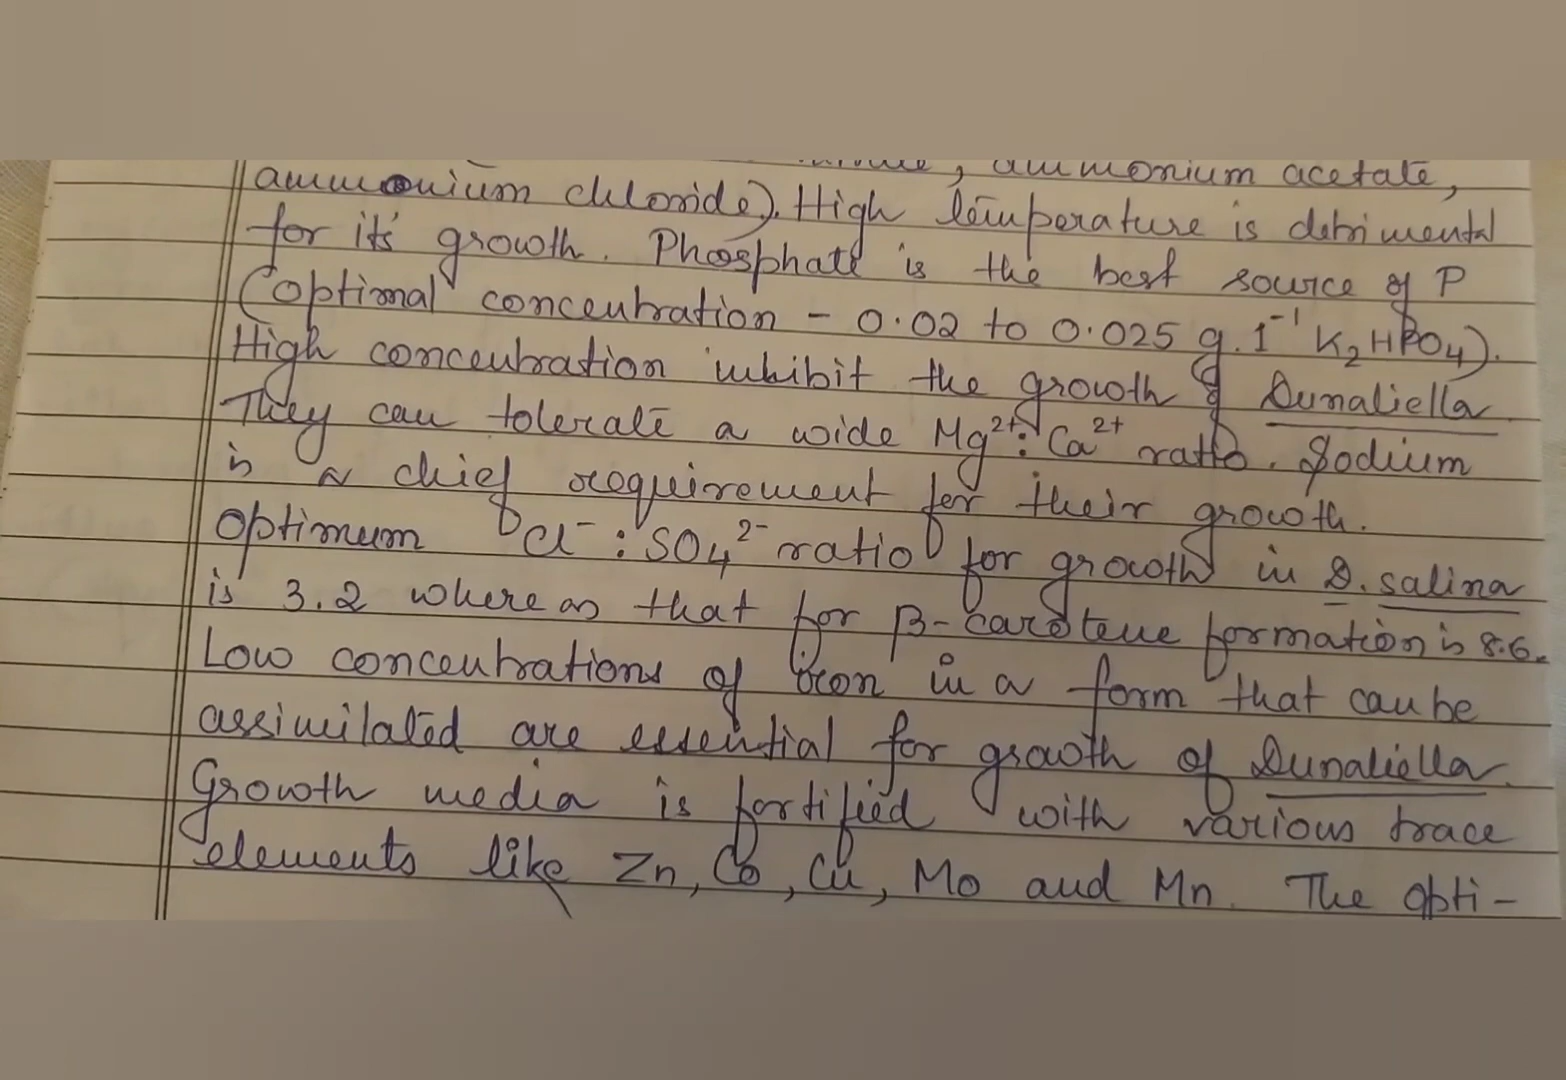 , ammonium acetate,
ammonium chloride). High temperature is detrimental
for it's growth. Phosphate is the best source of P
(optimal concentration - 0.02 to 0.025 g. l⁻¹ K₂HPO₄).
High concentration inhibit the growth of Dunaliella.
They can tolerate a wide Mg²⁺: Ca²⁺ ratio. Sodium
is a chief requirement for their growth.
Optimum Cl⁻ : SO₄²⁻ ratio for growth in D. salina
is 3.2 where as that for β-carotene formation is 8.6.
Low concentrations of iron in a form that can be
assimilated are essential for growth of Dunaliella.
Growth media is fortified with various trace
elements like Zn, Co, Cu, Mo and Mn. The opti-